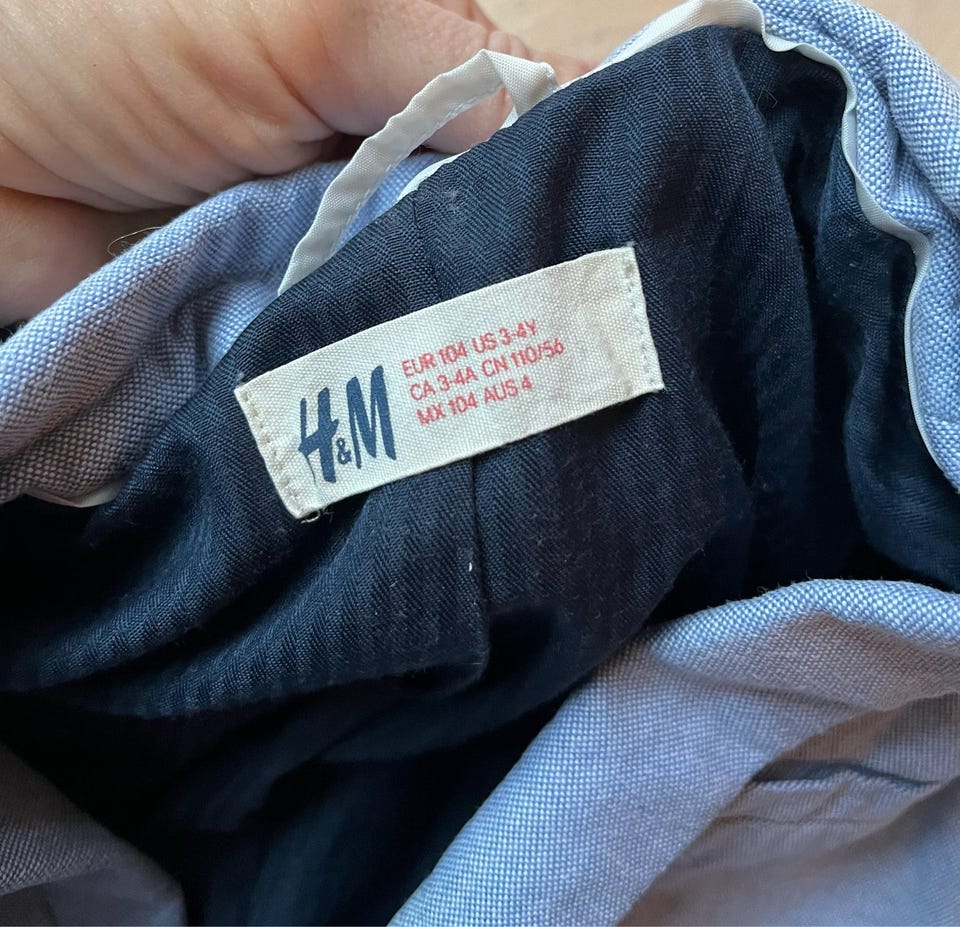 H&M
EUR 104 US 3-4Y
CA 3-4A CN 110/56
MX 104 AUS 4